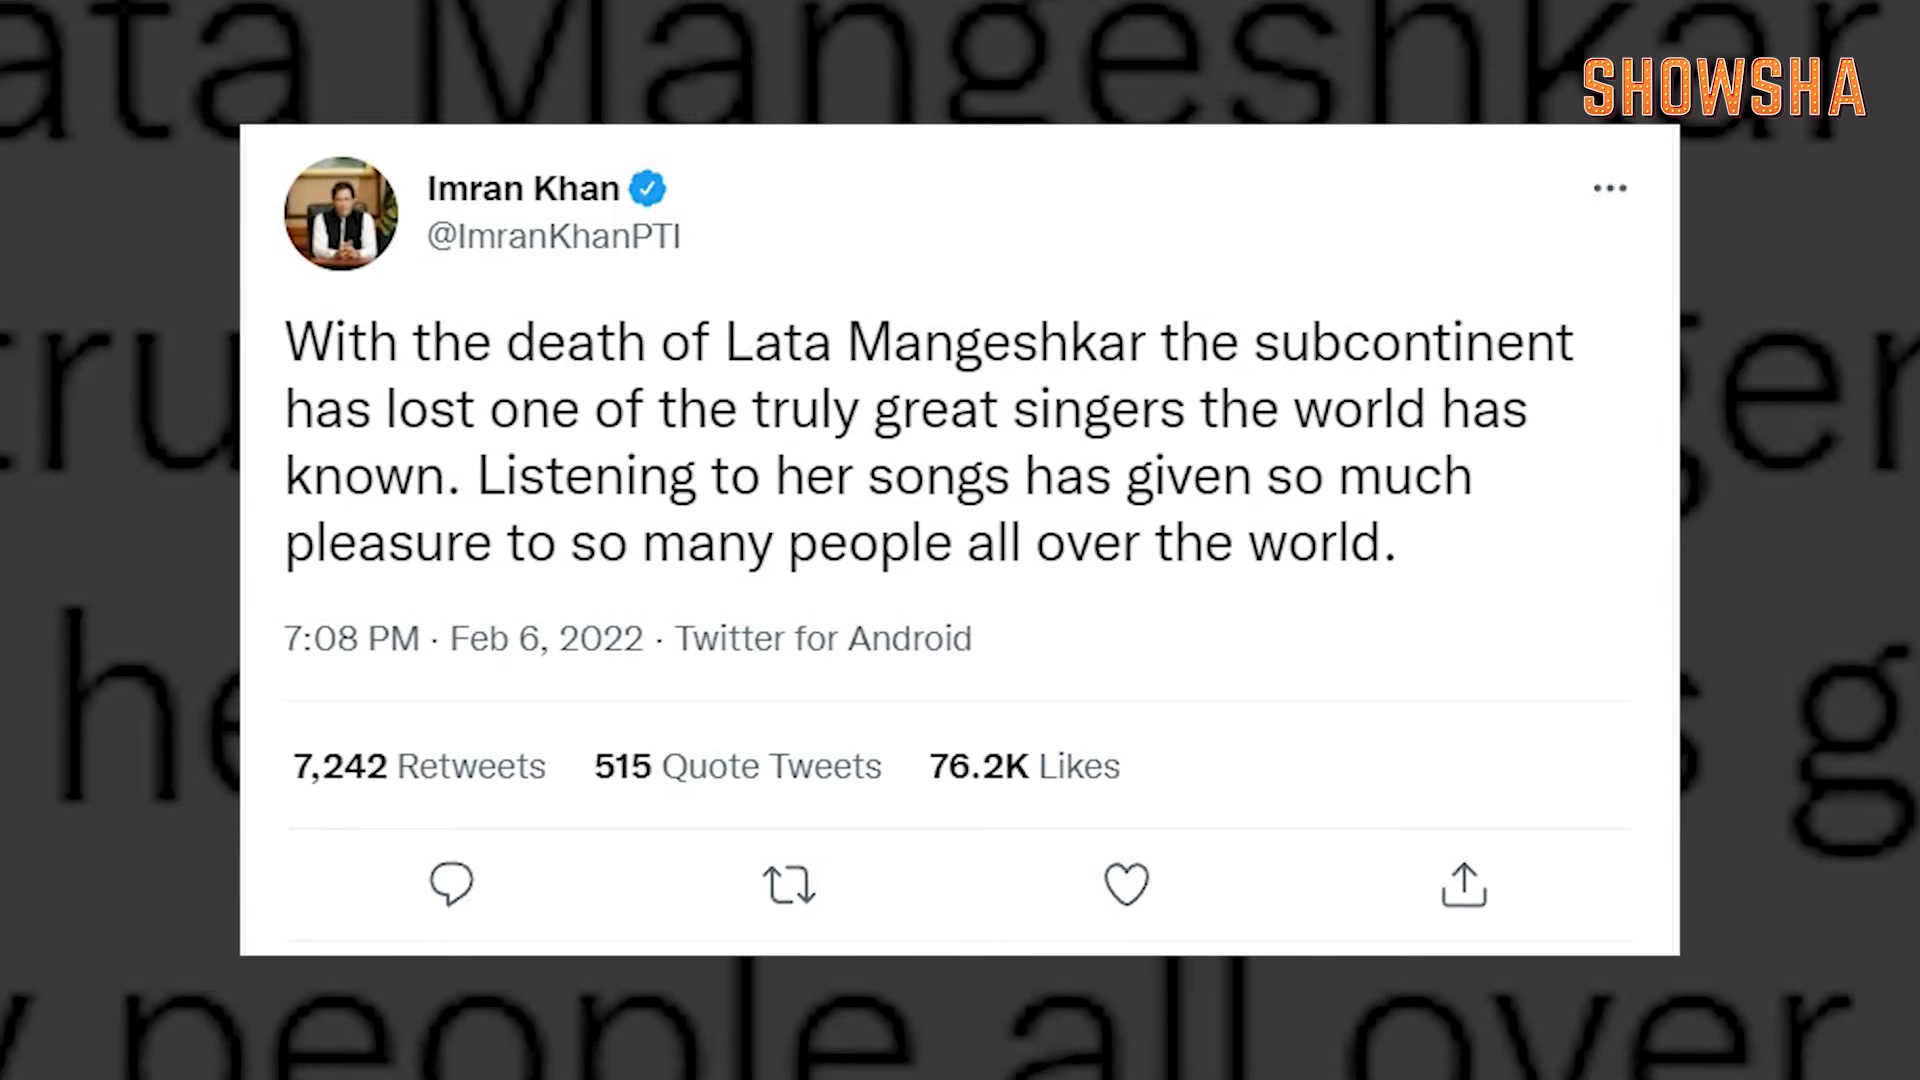 SHOWSHA
Imran Khan
@ImranKhanPTI
With the death of Lata Mangeshkar the subcontinent
has lost one of the truly great singers the world has
known. Listening to her songs has given so much
pleasure to so many people all over the world.
7:08 PM · Feb 6, 2022 · Twitter for Android
7,242 Retweets 515 Quote Tweets 76.2K Likes